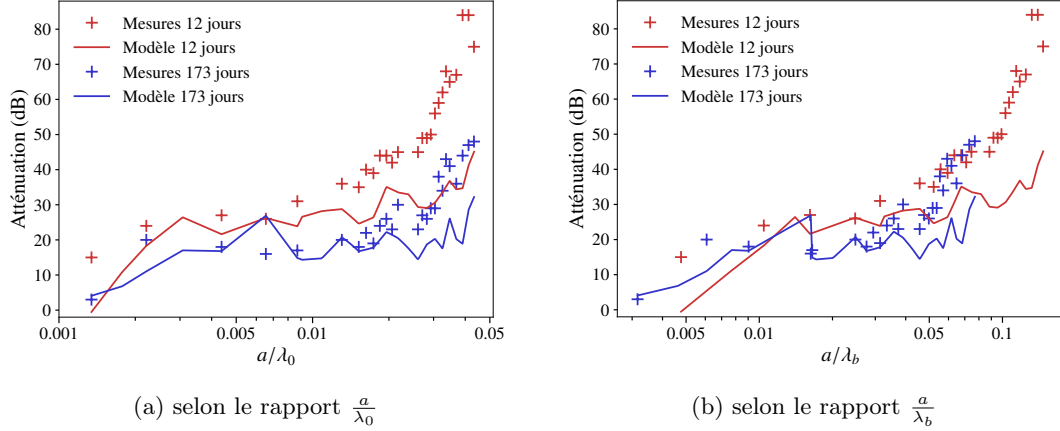 Mesures 12 jours
Modèle 12 jours
Mesures 173 jours
Modèle 173 jours
Atténuation (dB)
80
70
60
50
40
30
20
10
0
0.001
0.005
0.01
0.05
a/λ₀
(a) selon le rapport a/λ₀
Mesures 12 jours
Modèle 12 jours
Mesures 173 jours
Modèle 173 jours
Atténuation (dB)
80
70
60
50
40
30
20
10
0
0.005
0.01
0.05
0.1
a/λ_b
(b) selon le rapport a/λ_b